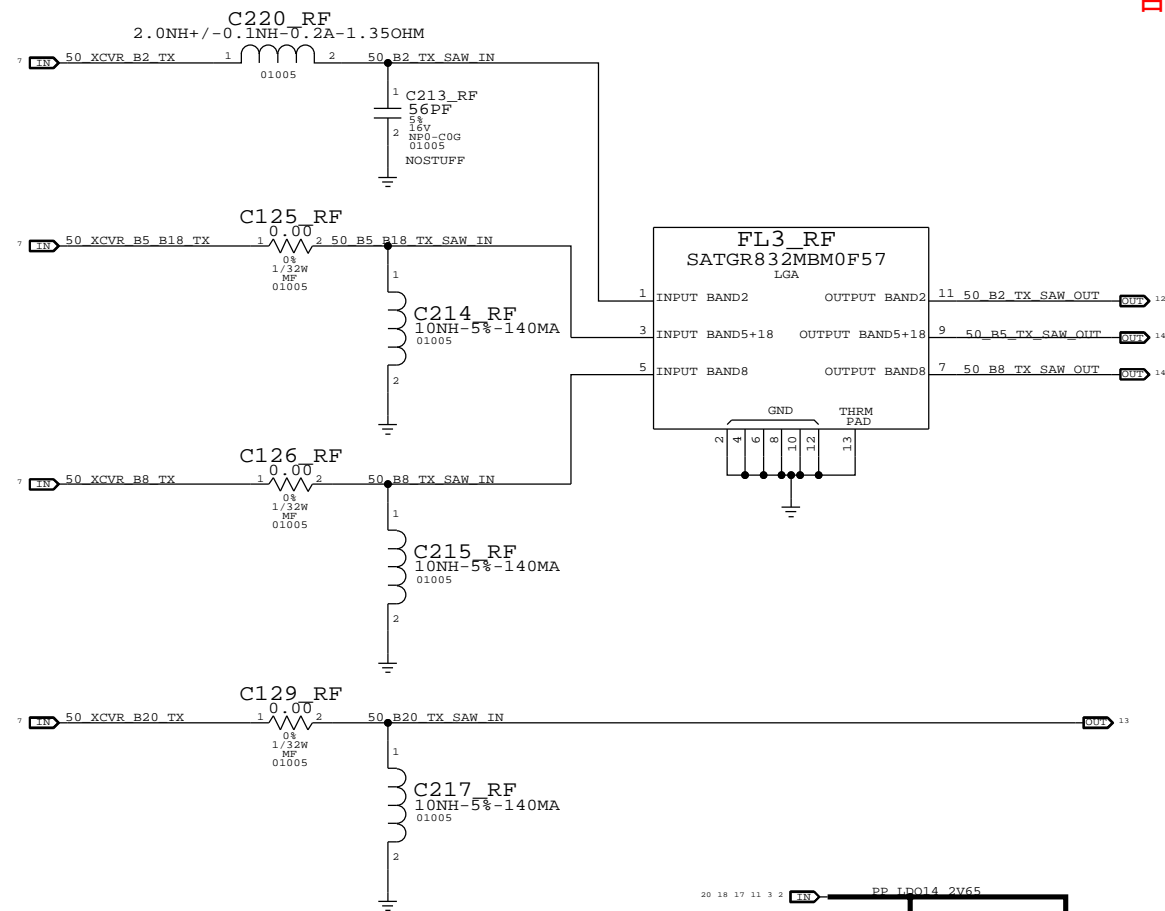 C220_RF
2.0NH+/-0.1NH-0.2A-1.35OHM
7 IN 50_XCVR_B2_TX 1 2 50_B2_TX_SAW_IN
01005
1 C213_RF
56PF
5%
16V
2 NP0-C0G
01005
NOSTUFF
C125_RF
0.00
7 IN 50_XCVR_B5_B18_TX 1 2 50_B5_B18_TX_SAW_IN
0%
1/32W
MF
01005
1
C214_RF
10NH-5%-140MA
01005
2
FL3_RF
SATGR832MBM0F57
LGA
1 INPUT BAND2 OUTPUT BAND2 11 50_B2_TX_SAW_OUT OUT 12
3 INPUT BAND5+18 OUTPUT BAND5+18 9 50_B5_TX_SAW_OUT OUT 14
5 INPUT BAND8 OUTPUT BAND8 7 50_B8_TX_SAW_OUT OUT 14
GND THRM
PAD
2 4 6 8 10 12 13
C126_RF
0.00
7 IN 50_XCVR_B8_TX 1 2 50_B8_TX_SAW_IN
0%
1/32W
MF
01005
1
C215_RF
10NH-5%-140MA
01005
2
C129_RF
0.00
7 IN 50_XCVR_B20_TX 1 2 50_B20_TX_SAW_IN OUT 13
0%
1/32W
MF
01005
1
C217_RF
10NH-5%-140MA
01005
2
20 18 17 11 3 2 IN PP_LDO14_2V65